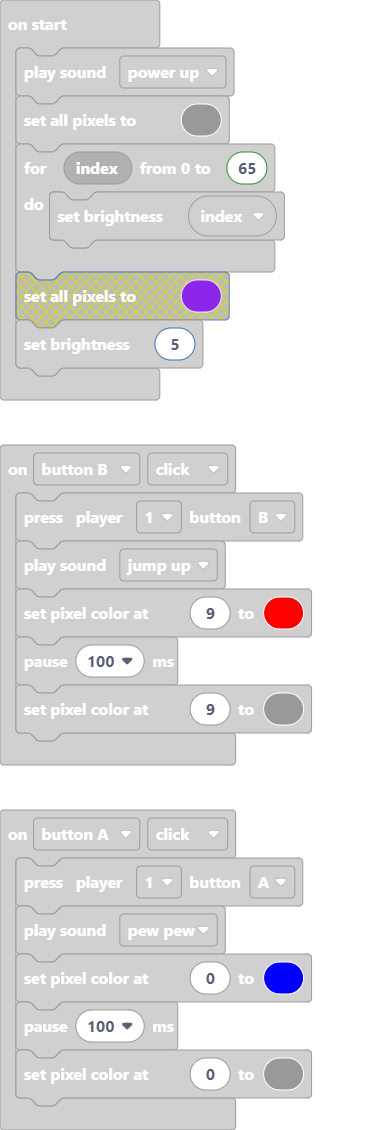 on start
play sound power up
set all pixels to
for index from 0 to 65
do
set brightness index
set all pixels to
set brightness 5
on button B click
press player 1 button B
play sound jump up
set pixel color at 9 to
pause 100 ms
set pixel color at 9 to
on button A click
press player 1 button A
play sound pew pew
set pixel color at 0 to
pause 100 ms
set pixel color at 0 to